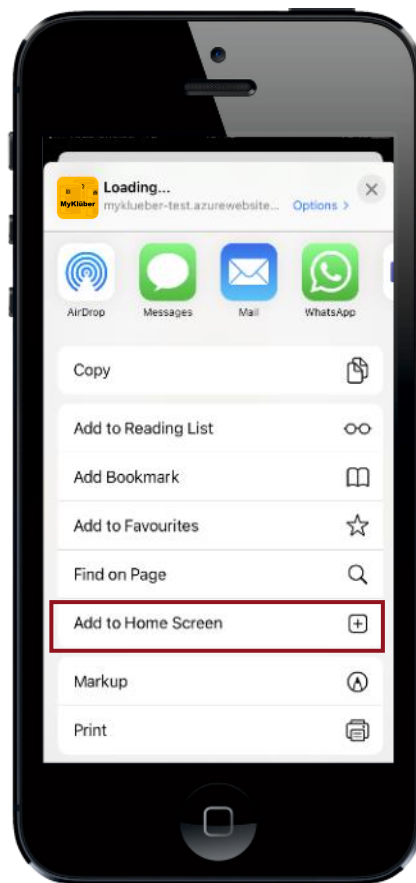 MyKlüber
Loading...
myklueber-test.azurewebsite... Options >
AirDrop Messages Mail WhatsApp
Copy
Add to Reading List
Add Bookmark
Add to Favourites
Find on Page
Add to Home Screen
Markup
Print